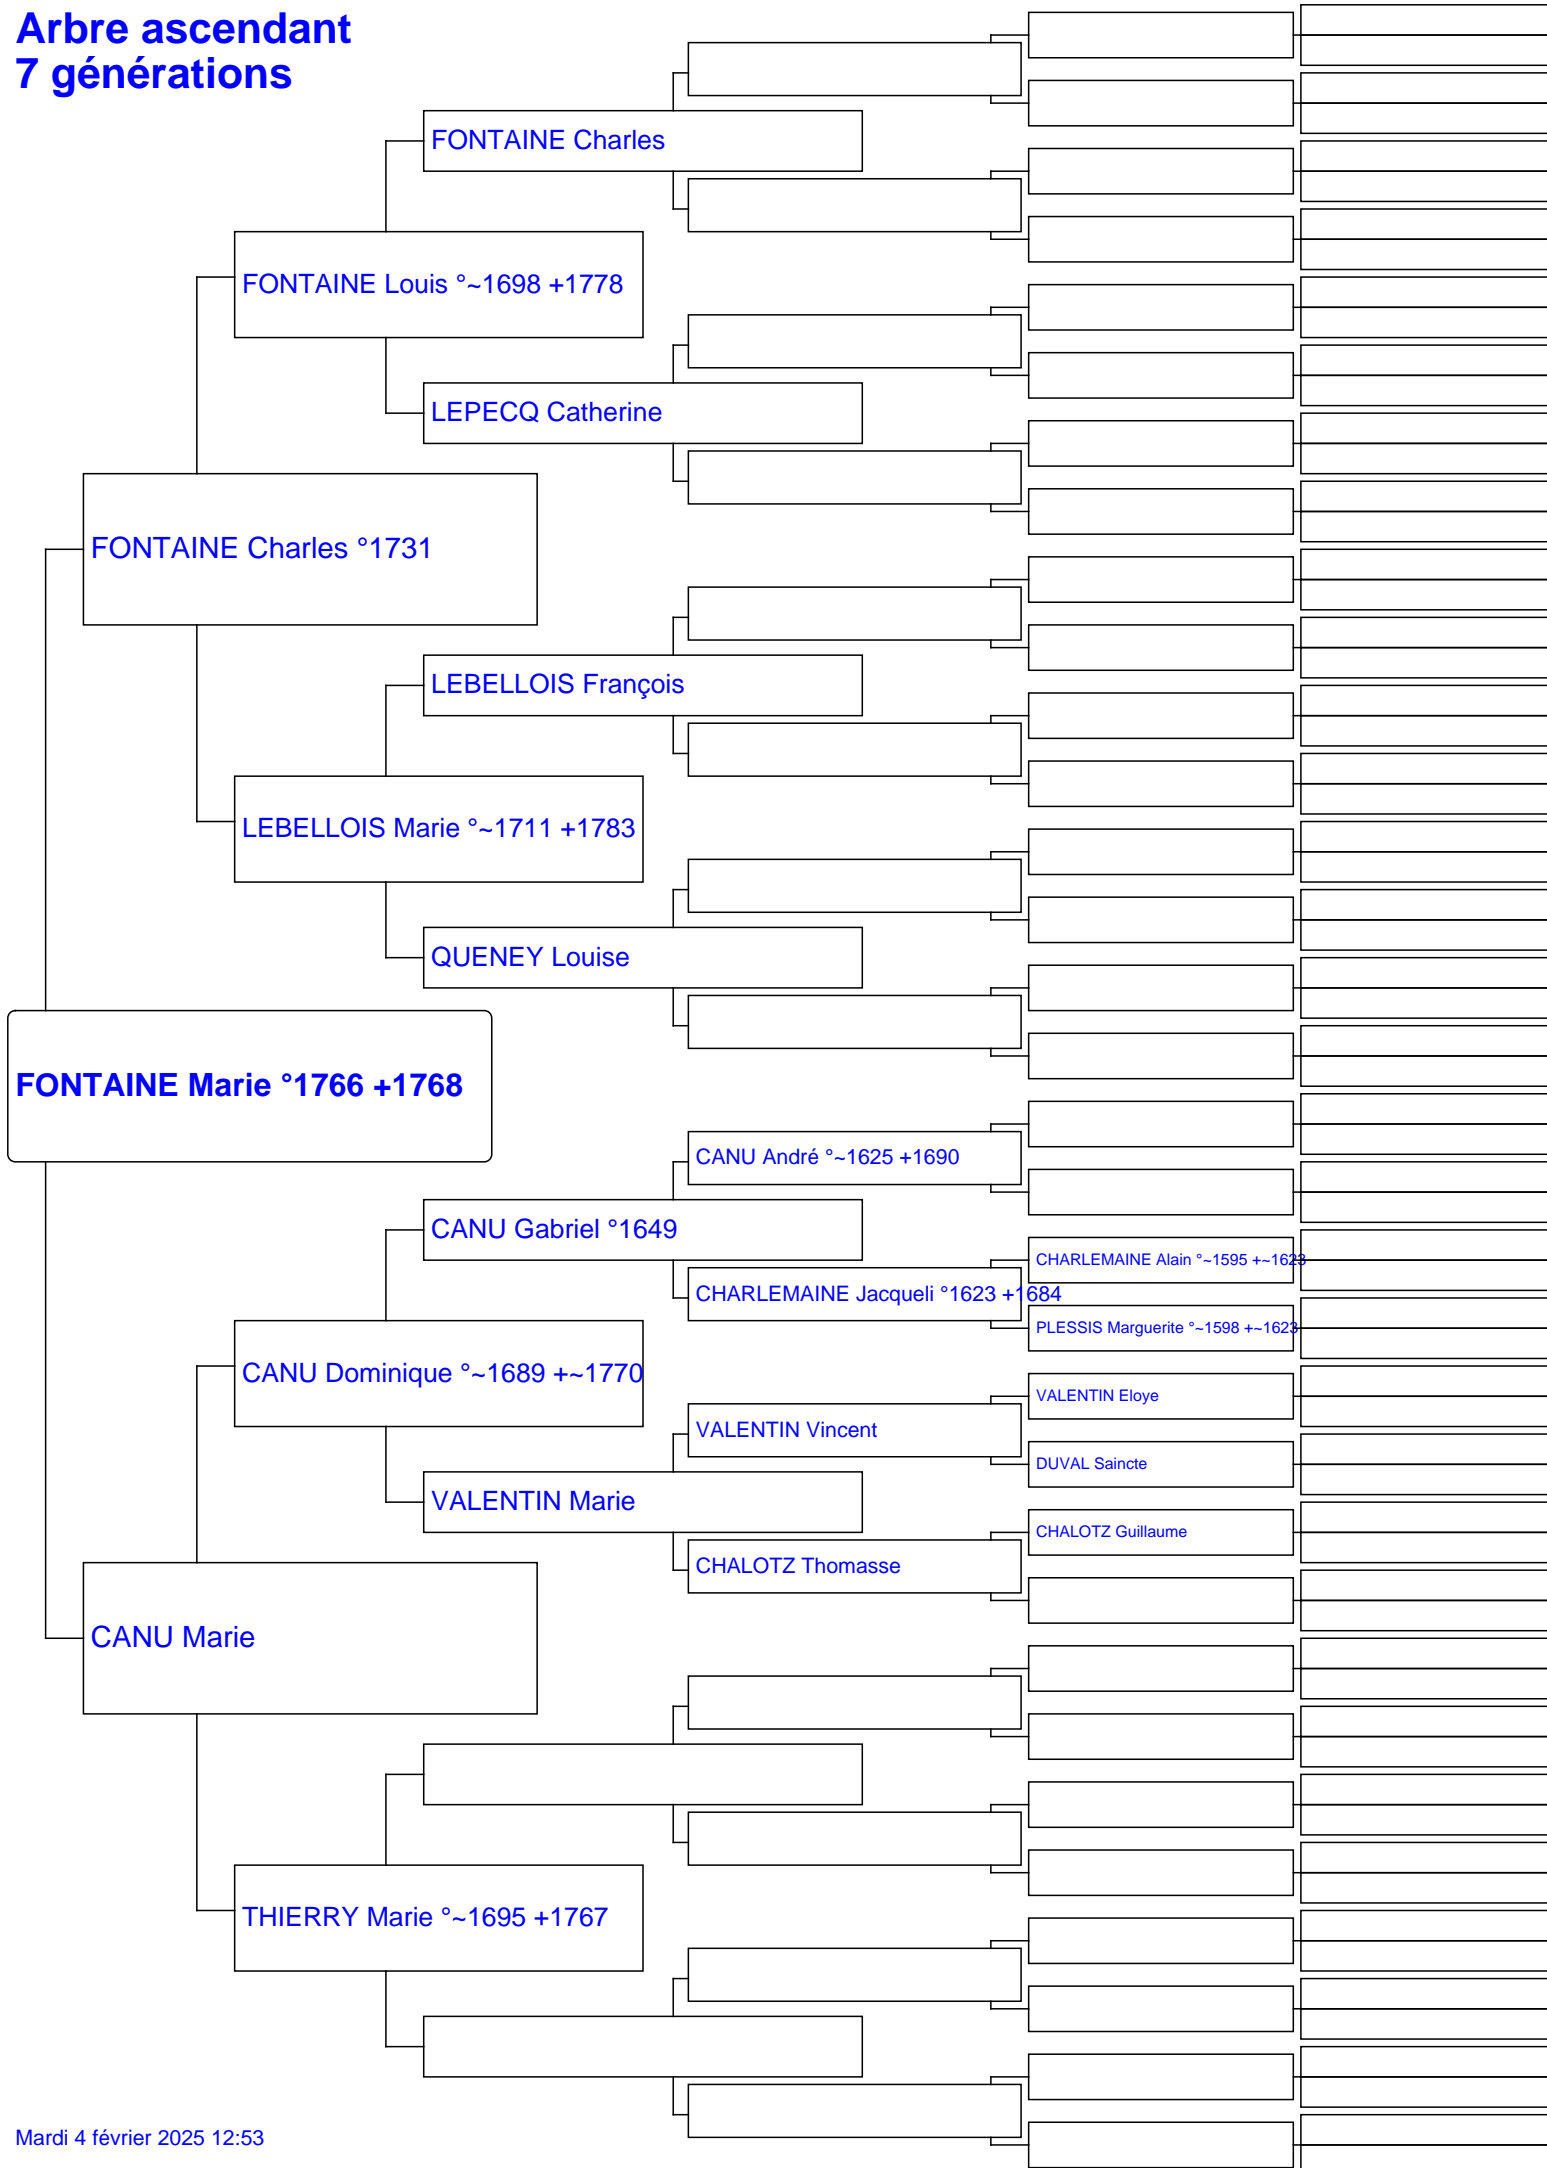 Arbre ascendant
7 générations
FONTAINE Charles
FONTAINE Louis °~1698 +1778
LEPECQ Catherine
FONTAINE Charles °1731
LEBELLOIS François
LEBELLOIS Marie °~1711 +1783
QUENEY Louise
FONTAINE Marie °1766 +1768
CANU André °~1625 +1690
CANU Gabriel °1649
CHARLEMAINE Alain °~1595 +~1623
CHARLEMAINE Jacqueli °1623 +1684
PLESSIS Marguerite °~1598 +~1623
CANU Dominique °~1689 +~1770
VALENTIN Eloye
VALENTIN Vincent
DUVAL Saincte
VALENTIN Marie
CHALOTZ Guillaume
CHALOTZ Thomasse
CANU Marie
THIERRY Marie °~1695 +1767
Mardi 4 février 2025 12:53